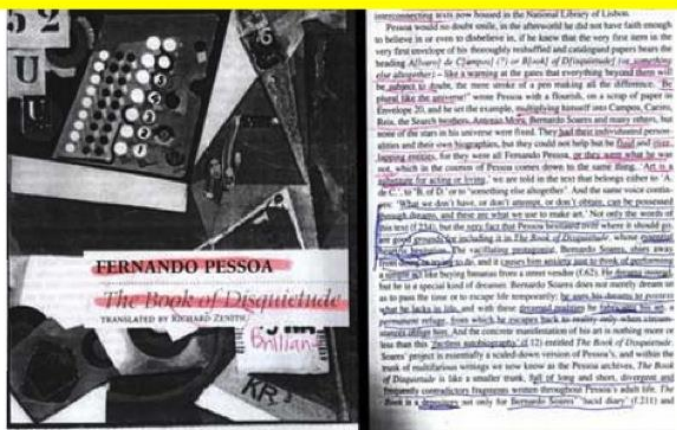 52
U
U
6
FERNANDO PESSOA
The Book of Disquietude
TRANSLATED BY RICHARD ZENITH
Brilliant
KR
interconnecting texts now housed in the National Library of Lisbon.
Pessoa would no doubt smile, in the afterworld he did not have faith enough
to believe in or even to disbelieve in, if he knew that the very first item in the
very first envelope of his thoroughly reshuffled and catalogued papers bears the
heading A[lvaro] de C[ampos] (?) or B[ook] of D[isquietude] [or something
else altogether] – like a warning at the gates that everything beyond them will
be subject to doubt, the mere stroke of a pen making all the difference. 'Be
plural like the universe!' wrote Pessoa with a flourish, on a scrap of paper in
Envelope 20, and he set the example, multiplying himself into Campos, Caeiro,
Reis, the Search brothers, Antonio Mora, Bernardo Soares and many others, but
none of the stars in his universe were fixed. They had their individuated person-
alities and their own biographies, but they could not help but be fluid and over-
lapping entities, for they were all Fernando Pessoa, or they were what he was
not, which in the cosmos of Pessoa comes down to the same thing. 'Art is a
substitute for acting or living,' we are told in the text that belongs either to 'A.
de C.', to 'B. of D.' or to 'something else altogether'. And the same voice contin-
ues: 'What we don't have, or don't attempt, or don't obtain, can be possessed
through dreams, and these are what we use to make art.' Not only the words of
this text (f.234), but the very fact that Pessoa hesitated over where it should go,
are good grounds for including it in The Book of Disquietude, whose essential
The vacillating protagonist, Bernardo Soares, shies away
from trying to do, and it causes him anxiety just to think of performing
a simple act like buying bananas from a street vendor (f.62). He dreams instead,
but he is a special kind of dreamer. Bernardo Soares does not merely dream so
as to pass the time or to escape life temporarily; he uses his dreams to possess
what he lacks in life, and with these dreamed realities he fabricates his art, a
permanent refuge, from which he escapes back to reality only when circum-
stances oblige him. And the concrete manifestation of his art is nothing more or
less than this 'factless autobiography' (f.12) entitled The Book of Disquietude.
Soares' project is essentially a scaled-down version of Pessoa's, and within the
trunk of multifarious writings we now know as the Pessoa archives, The Book
of Disquietude is like a smaller trunk, full of long and short, divergent and
frequently contradictory fragments written throughout Pessoa's adult life. The
Book is a depository not only for Bernardo Soares' 'lucid diary' (f.211) and